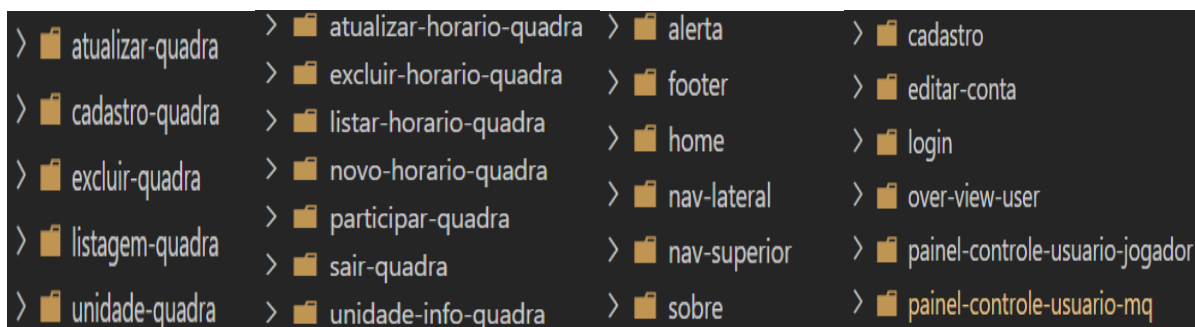 atualizar-quadra
cadastro-quadra
excluir-quadra
listagem-quadra
unidade-quadra
atualizar-horario-quadra
excluir-horario-quadra
listar-horario-quadra
novo-horario-quadra
participar-quadra
sair-quadra
unidade-info-quadra
alerta
footer
home
nav-lateral
nav-superior
sobre
cadastro
editar-conta
login
over-view-user
painel-controle-usuario-jogador
painel-controle-usuario-mq